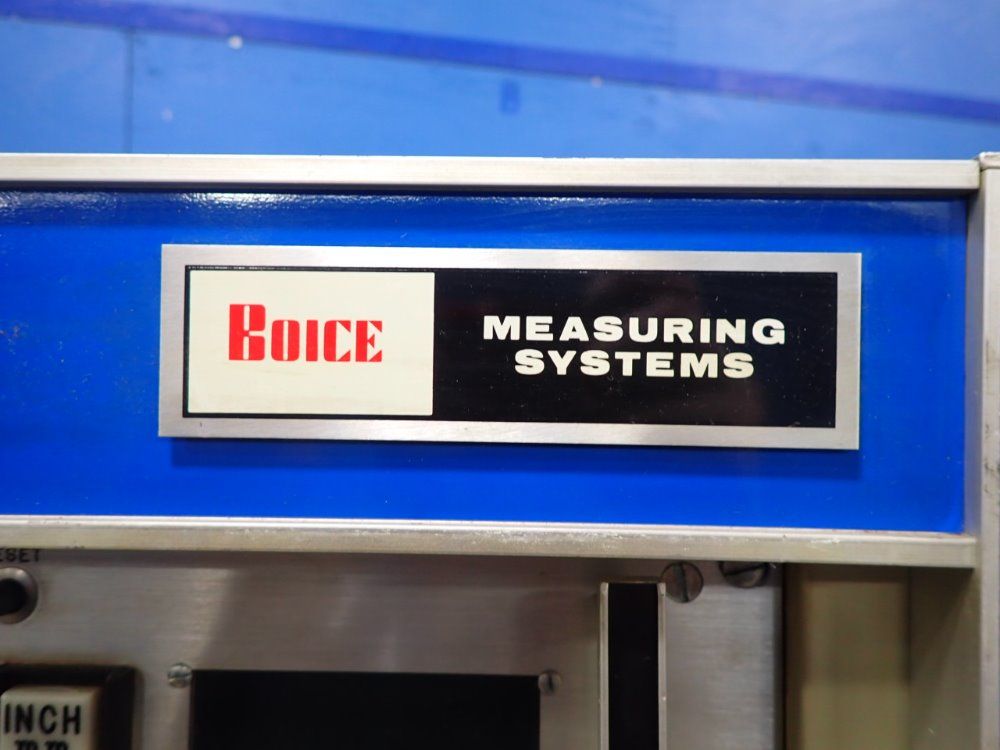 BOICE
MEASURING
SYSTEMS
INCH